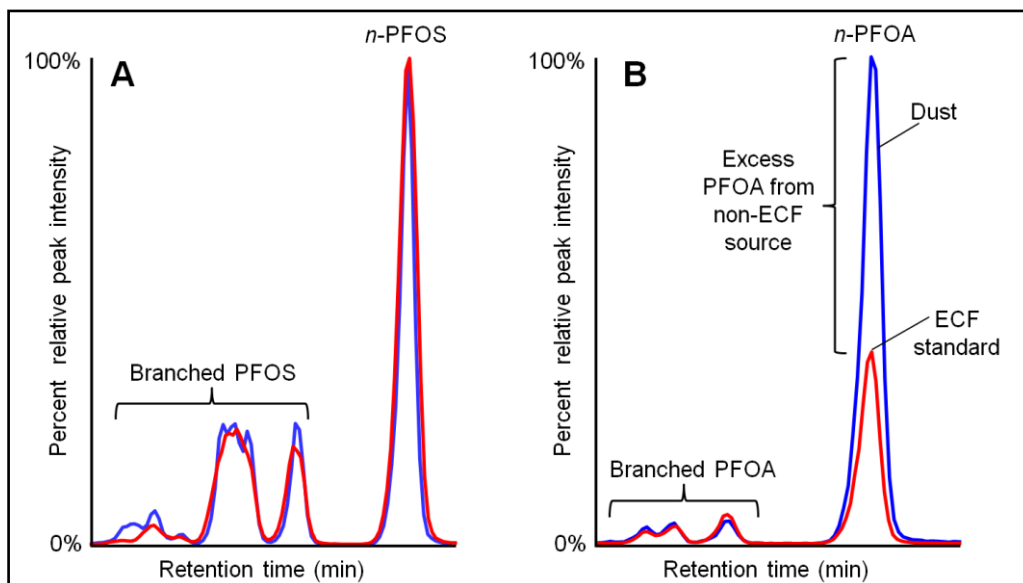 A
n-PFOS
100%
0%
Percent relative peak intensity
Branched PFOS
Retention time (min)
B
n-PFOA
100%
0%
Percent relative peak intensity
Dust
Excess
PFOA from
non-ECF
source
ECF
standard
Branched PFOA
Retention time (min)